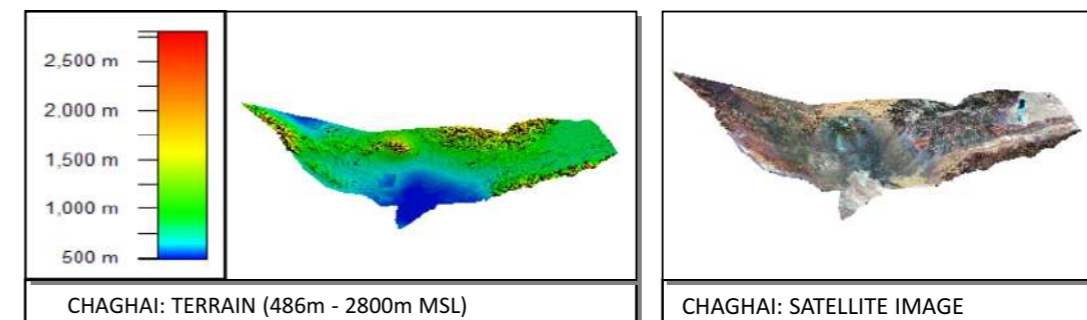 2,500 m
2.000 m
1,500 m
1,000 m
500 m
CHAGHAI: TERRAIN (486m - 2800m MSL)
CHAGHAI: SATELLITE IMAGE